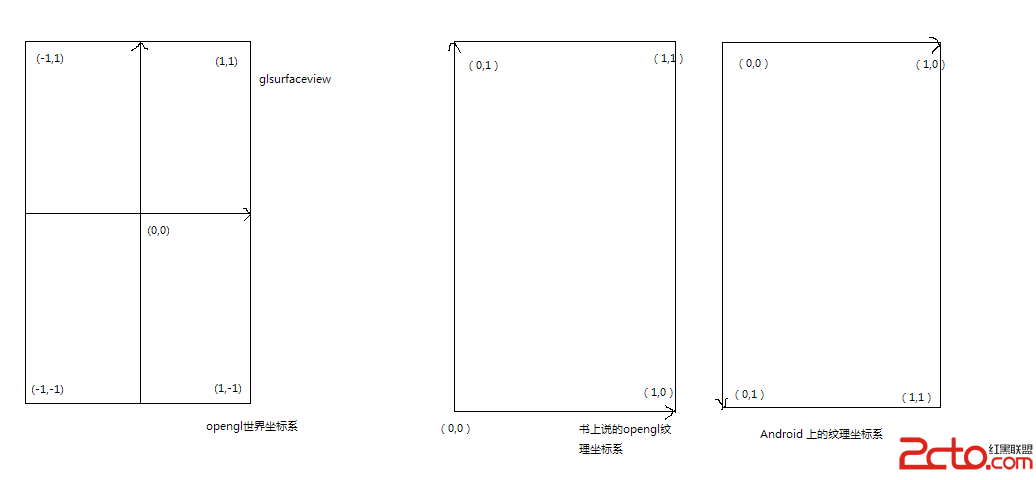 (-1,1)
(1,1)
glsurfaceview
(0,0)
(-1,-1)
(1,-1)
opengl世界坐标系
(0,1)
(1,1)
(1,0)
(0,0)
书上说的opengl纹
理坐标系
(0,0)
(1,0)
(0,1)
(1,1)
Android 上的纹理坐标系
2cto.com
红黑联盟